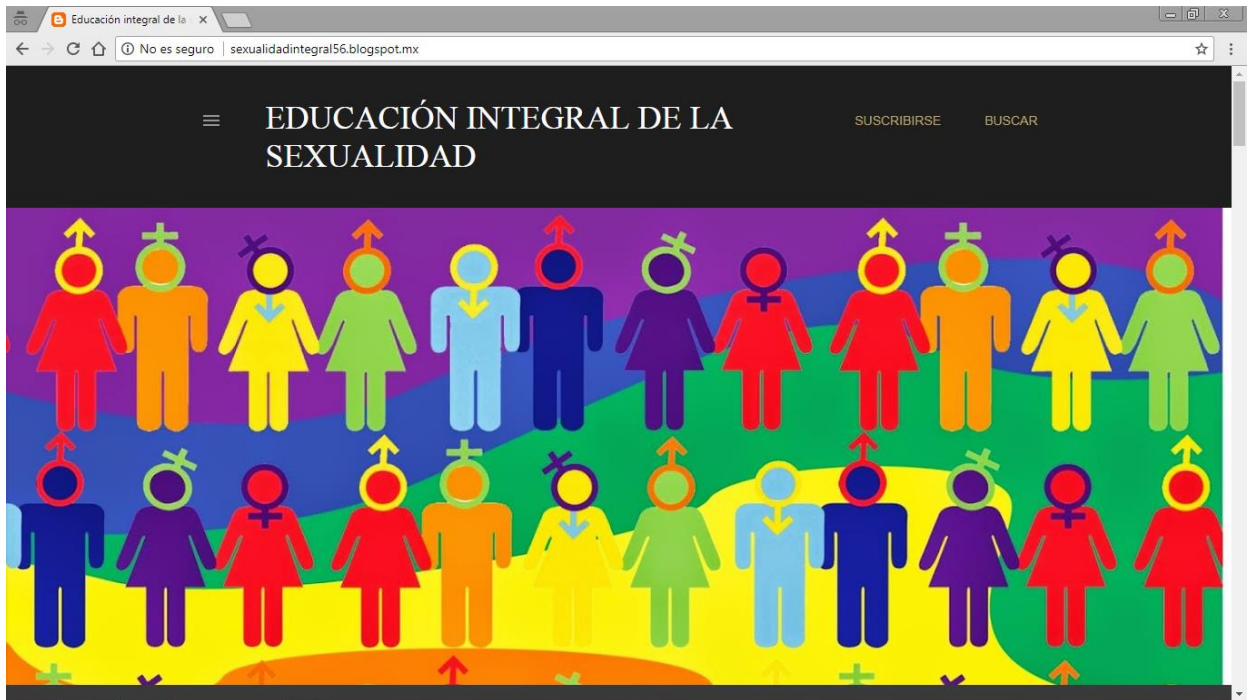 Educación integral de la
No es seguro sexualidadintegral56.blogspot.mx
EDUCACIÓN INTEGRAL DE LA
SEXUALIDAD
SUSCRIBIRSE BUSCAR